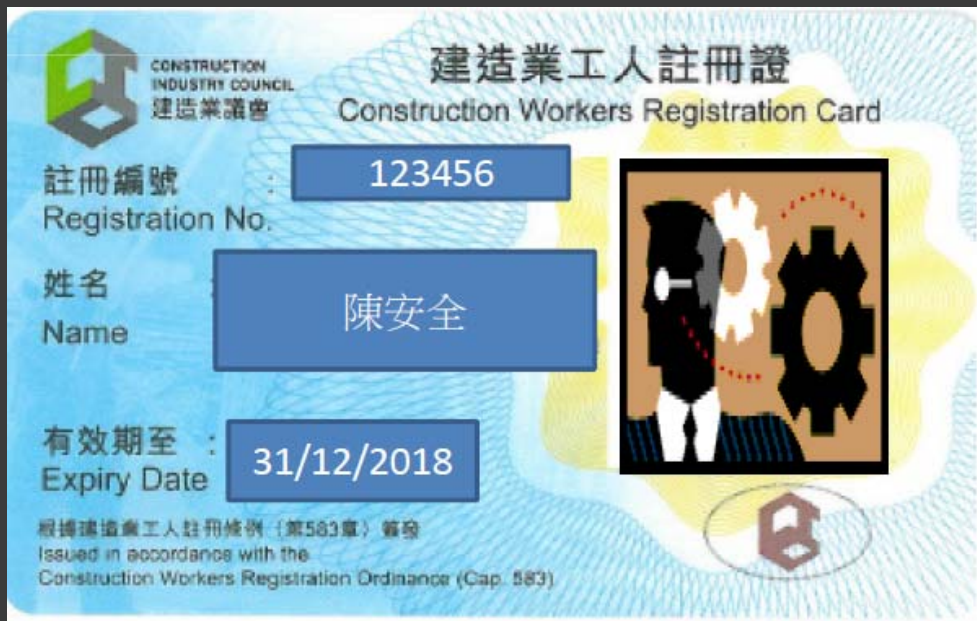 CONSTRUCTION
INDUSTRY COUNCIL
建造業議會
建造業工人註冊證
Construction Workers Registration Card
註冊編號 :
Registration No.
123456
姓名 :
Name
陳安全
有效期至 :
Expiry Date
31/12/2018
根據建造業工人註冊條例（第583章）簽發
Issued in accordance with the
Construction Workers Registration Ordinance (Cap. 583)